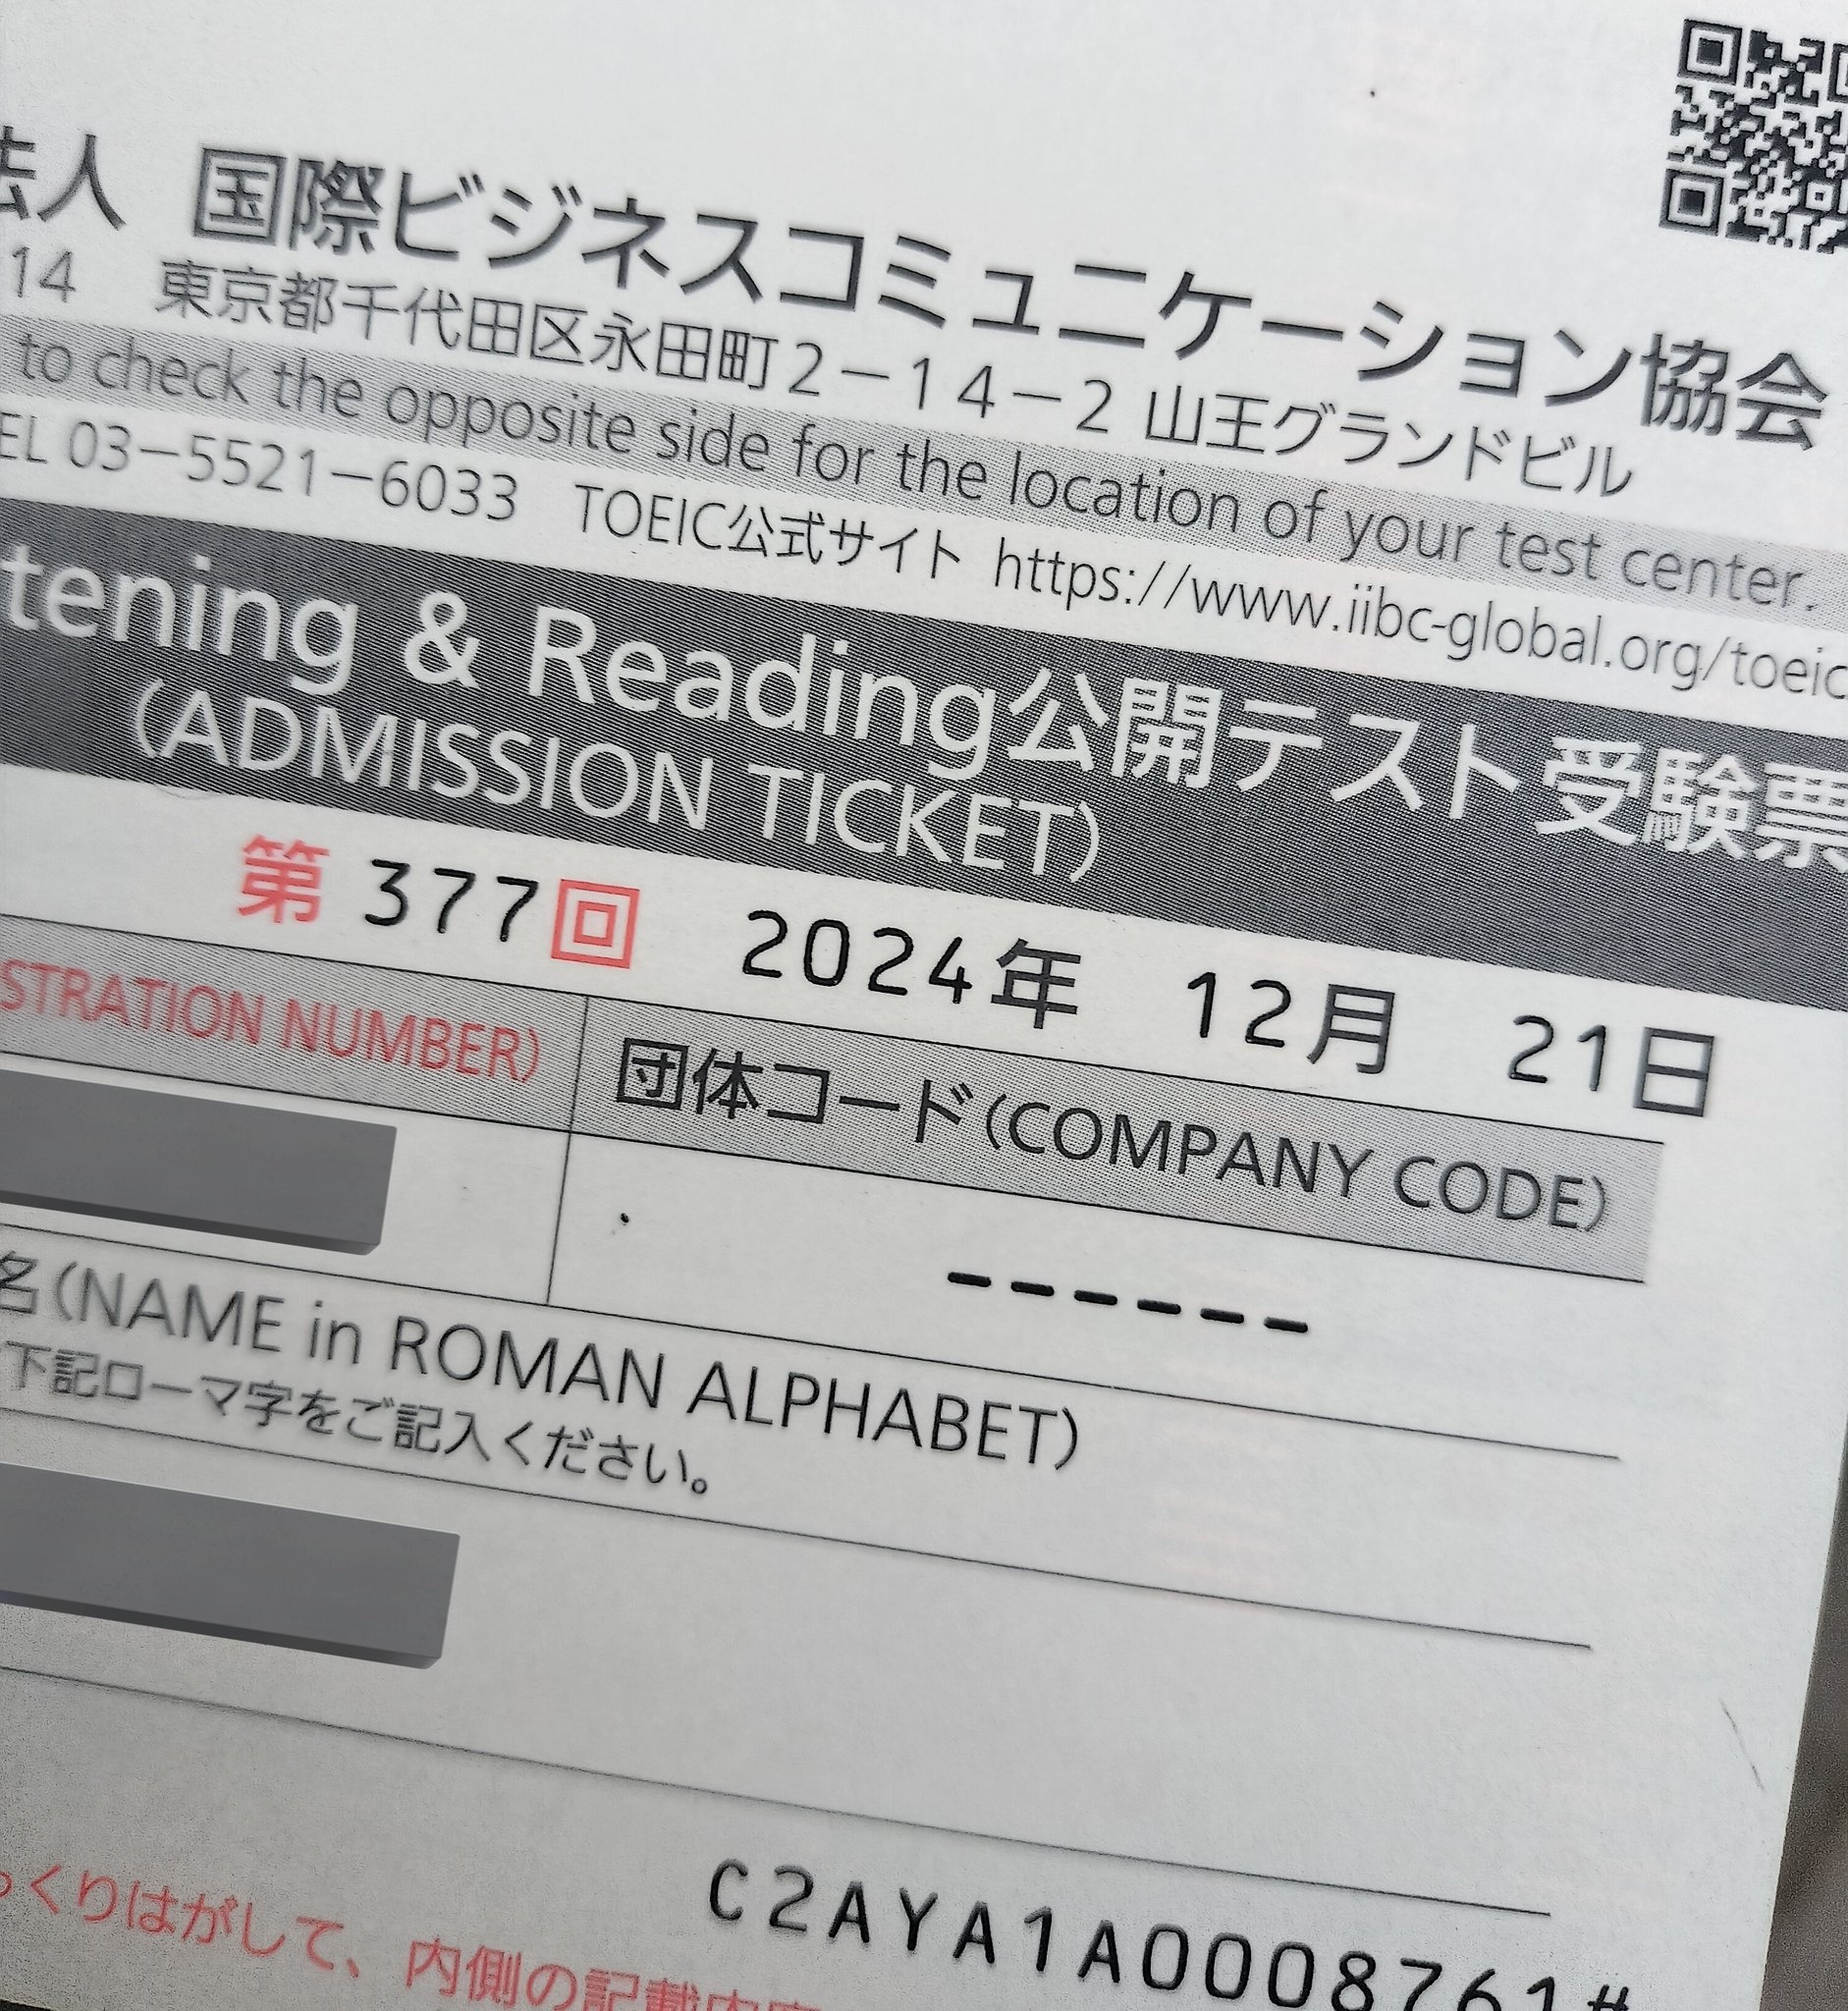 法人 国際ビジネスコミュニケーション協会
14 東京都千代田区永田町2－14－2 山王グランドビル
to check the opposite side for the location of your test center.
TEL 03－5521－6033 TOEIC公式サイト https://www.iibc-global.org/toeic
tening & Reading公開テスト受験票
(ADMISSION TICKET)
第377回 2024年 12月 21日
STRATION NUMBER) 団体コード(COMPANY CODE)
------
名(NAME in ROMAN ALPHABET)
下記ローマ字をご記入ください。
C2AYA1A0008761#
っくりはがして、内側の記載内容